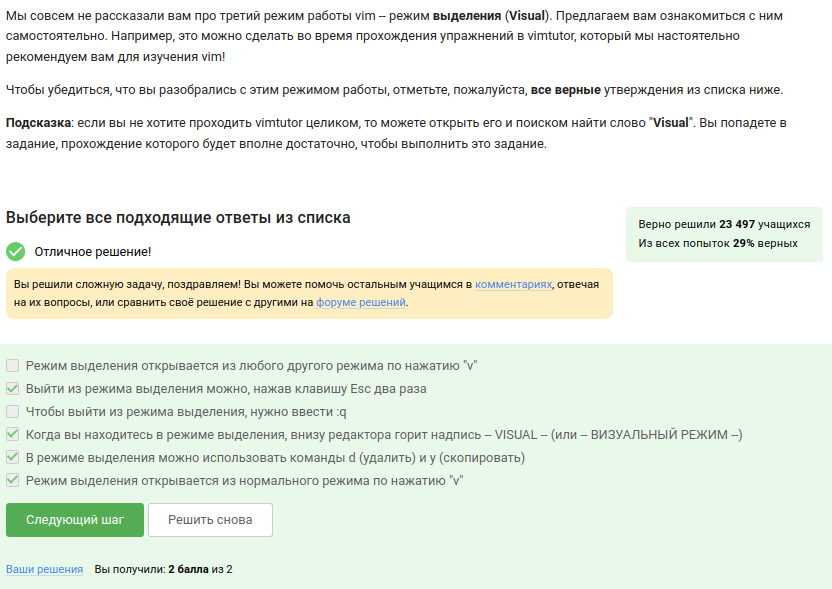 Мы совсем не рассказали вам про третий режим работы vim -- режим выделения (Visual). Предлагаем вам ознакомиться с ним
самостоятельно. Например, это можно сделать во время прохождения упражнений в vimtutor, который мы настоятельно
рекомендуем вам для изучения vim!
Чтобы убедиться, что вы разобрались с этим режимом работы, отметьте, пожалуйста, все верные утверждения из списка ниже.
Подсказка: если вы не хотите проходить vimtutor целиком, то можете открыть его и поиском найти слово "Visual". Вы попадете в
задание, прохождение которого будет вполне достаточно, чтобы выполнить это задание.
Выберите все подходящие ответы из списка
Верно решили 23 497 учащихся
Из всех попыток 29% верных
Отличное решение!
Вы решили сложную задачу, поздравляем! Вы можете помочь остальным учащимся в комментариях, отвечая
на их вопросы, или сравнить своё решение с другими на форуме решений.
Режим выделения открывается из любого другого режима по нажатию "v"
Выйти из режима выделения можно, нажав клавишу Esc два раза
Чтобы выйти из режима выделения, нужно ввести :q
Когда вы находитесь в режиме выделения, внизу редактора горит надпись -- VISUAL -- (или -- ВИЗУАЛЬНЫЙ РЕЖИМ --)
В режиме выделения можно использовать команды d (удалить) и y (скопировать)
Режим выделения открывается из нормального режима по нажатию "v"
Следующий шаг
Решить снова
Ваши решения Вы получили: 2 балла из 2